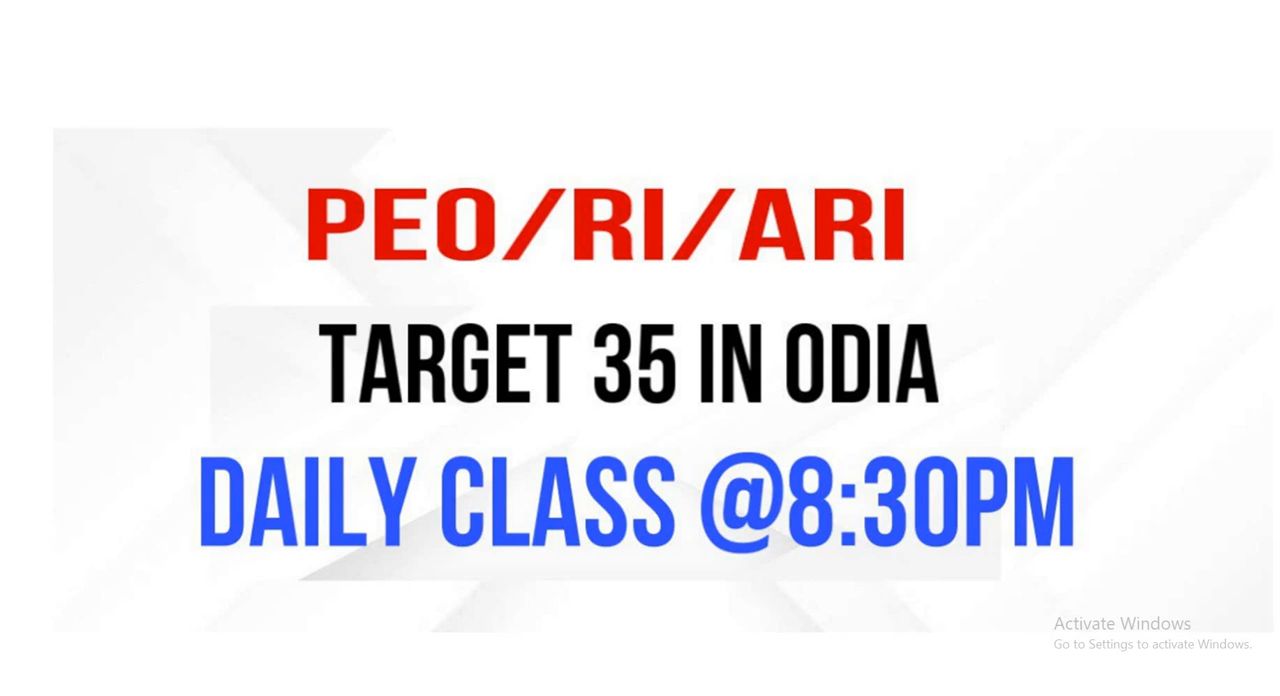 PEO/RI/ARI
TARGET 35 IN ODIA
DAILY CLASS @8:30PM
Activate Windows
Go to Settings to activate Windows.